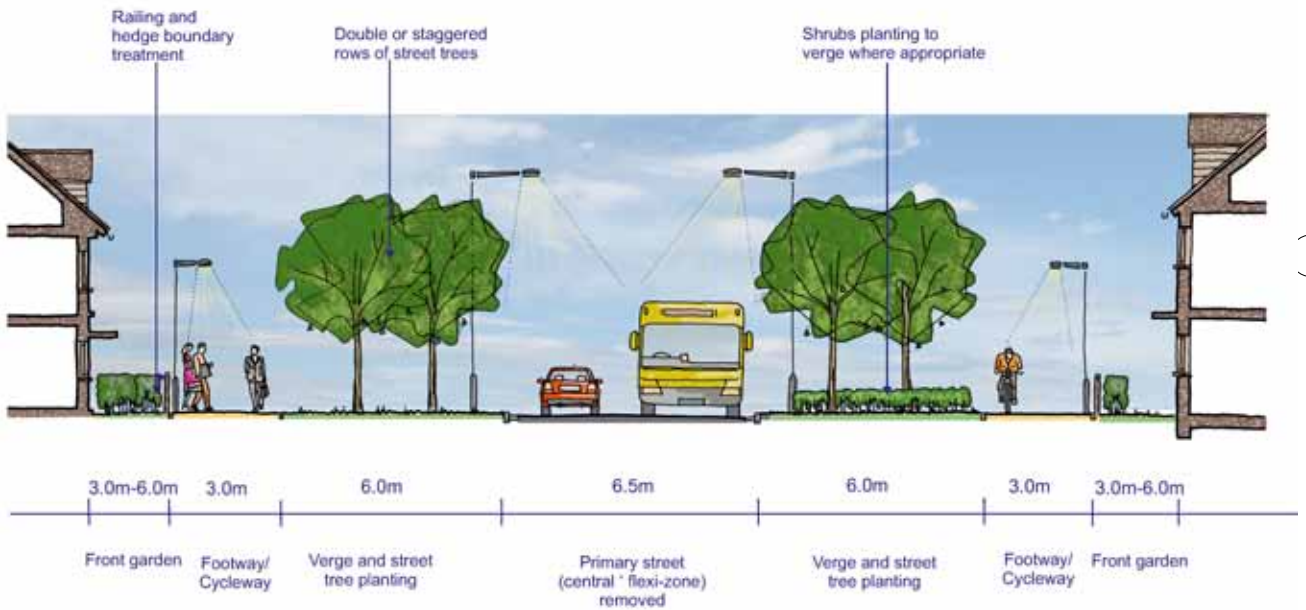 Railing and
hedge boundary
treatment
Double or staggered
rows of street trees
Shrubs planting to
verge where appropriate
3.0m-6.0m
3.0m
6.0m
6.5m
6.0m
3.0m
3.0m-6.0m
Front garden
Footway/
Cycleway
Verge and street
tree planting
Primary street
(central ' flexi-zone)
removed
Verge and street
tree planting
Footway/
Cycleway
Front garden